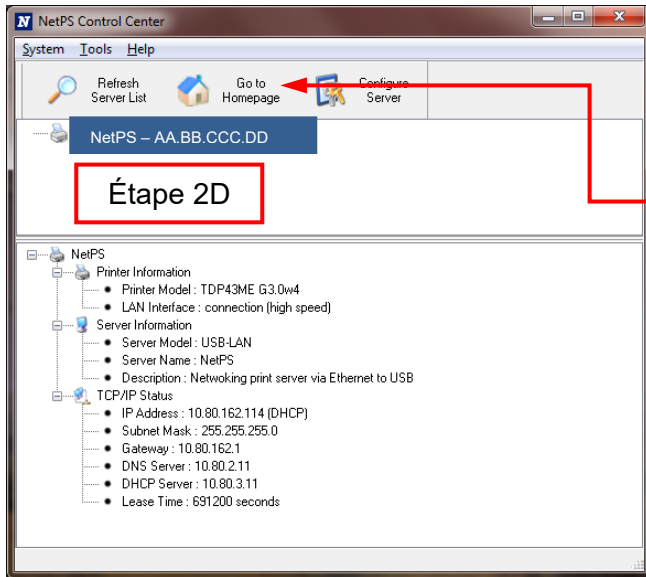 NetPS Control Center
System Tools Help
Refresh Server List
Go to Homepage
Configure Server
NetPS – AA.BB.CCC.DD
Étape 2D
NetPS
Printer Information
Printer Model : TDP43ME G3.0w4
LAN Interface : connection (high speed)
Server Information
Server Model : USB-LAN
Server Name : NetPS
Description : Netwoking print server via Ethernet to USB
TCP/IP Status
IP Address : 10.80.162.114 (DHCP)
Subnet Mask : 255.255.255.0
Gateway : 10.80.162.1
DNS Server : 10.80.2.11
DHCP Server : 10.80.3.11
Lease Time : 691200 seconds